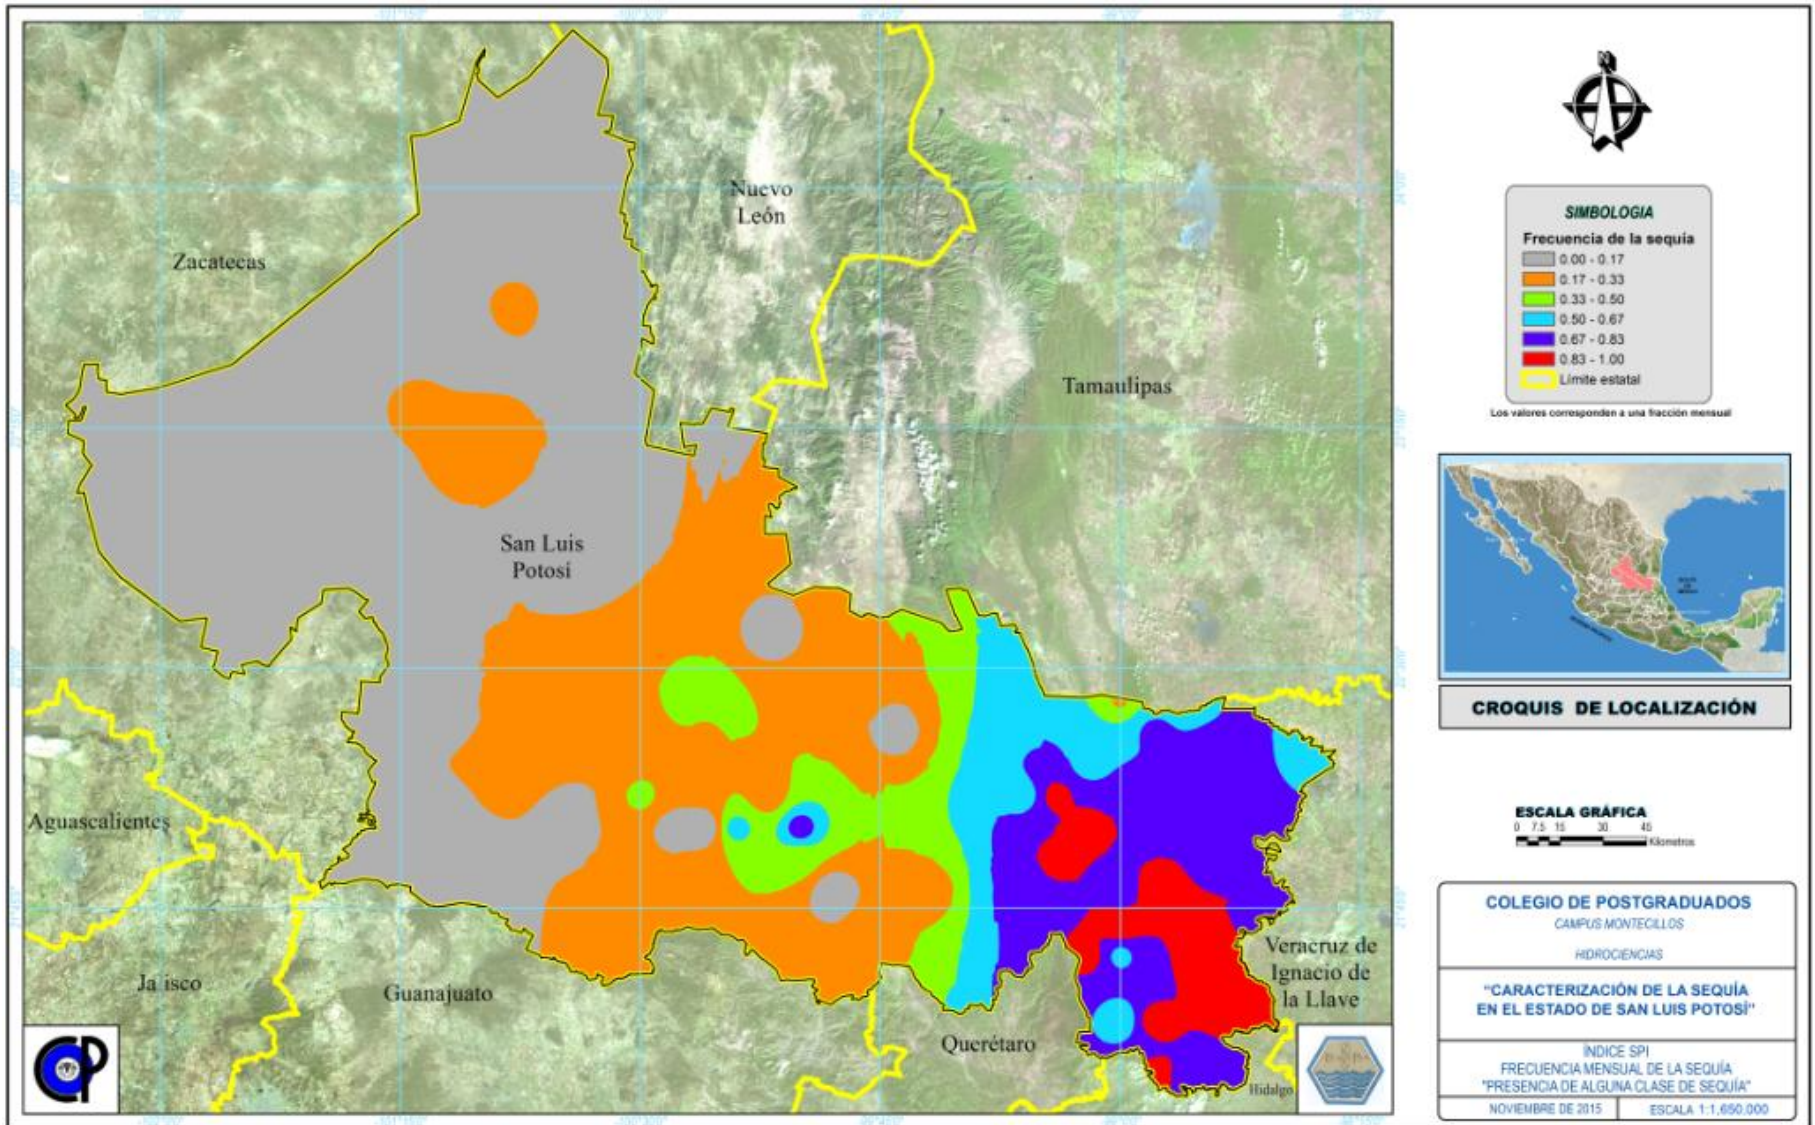 Nuevo
León
Zacatecas
Tamaulipas
San Luis
Potosí
Aguascalientes
Jalisco
Guanajuato
Querétaro
Veracruz de
Ignacio de
la Llave
Hidalgo
CP
N
SIMBOLOGIA
Frecuencia de la sequía
0.00 - 0.17
0.17 - 0.33
0.33 - 0.50
0.50 - 0.67
0.67 - 0.83
0.83 - 1.00
Límite estatal
Los valores corresponden a una fracción mensual
CROQUIS DE LOCALIZACIÓN
ESCALA GRÁFICA
0 7.5 15 30 45
Kilometros
COLEGIO DE POSTGRADUADOS
CAMPUS MONTECILLOS
HIDROCIENCIAS
"CARACTERIZACIÓN DE LA SEQUÍA
EN EL ESTADO DE SAN LUIS POTOSÍ"
ÍNDICE SPI
FRECUENCIA MENSUAL DE LA SEQUÍA
"PRESENCIA DE ALGUNA CLASE DE SEQUÍA"
NOVIEMBRE DE 2015
ESCALA 1:1,650,000